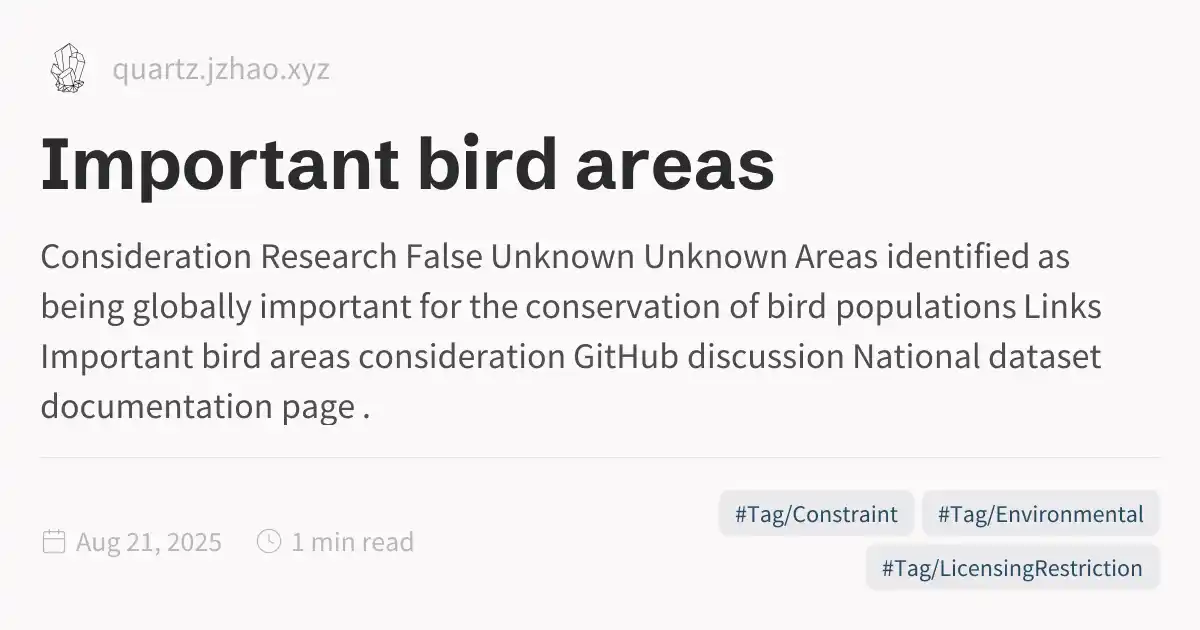 quartz.jzhao.xyz
Important bird areas
Consideration Research False Unknown Unknown Areas identified as
being globally important for the conservation of bird populations Links
Important bird areas consideration GitHub discussion National dataset
documentation page .
#Tag/Constraint #Tag/Environmental
Aug 21, 2025 1 min read
#Tag/LicensingRestriction